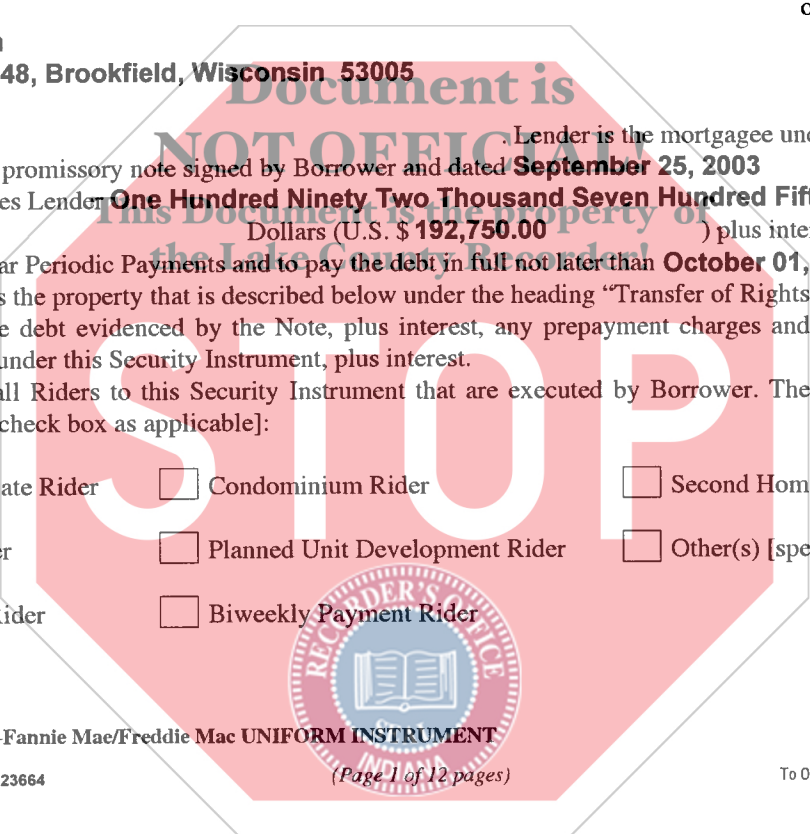 48, Brookfield, Wisconsin 53005
Document is
NOT OFFICIAL!
. Lender is the mortgagee und
promissory note signed by Borrower and dated September 25, 2003
es Lender One Hundred Ninety Two Thousand Seven Hundred Fift
This Document is the property of
Dollars (U.S. $ 192,750.00 ) plus inter
the Lake County Recorder!
ar Periodic Payments and to pay the debt in full not later than October 01,
s the property that is described below under the heading “Transfer of Rights
e debt evidenced by the Note, plus interest, any prepayment charges and
under this Security Instrument, plus interest.
all Riders to this Security Instrument that are executed by Borrower. The
check box as applicable]:
STOP
ate Rider Condominium Rider Second Hom
er Planned Unit Development Rider Other(s) [spe
Rider Biweekly Payment Rider
RECORDER'S OFFICE
SEAL
INDIANA
-Fannie Mae/Freddie Mac UNIFORM INSTRUMENT
23664 (Page 1 of 12 pages) To O